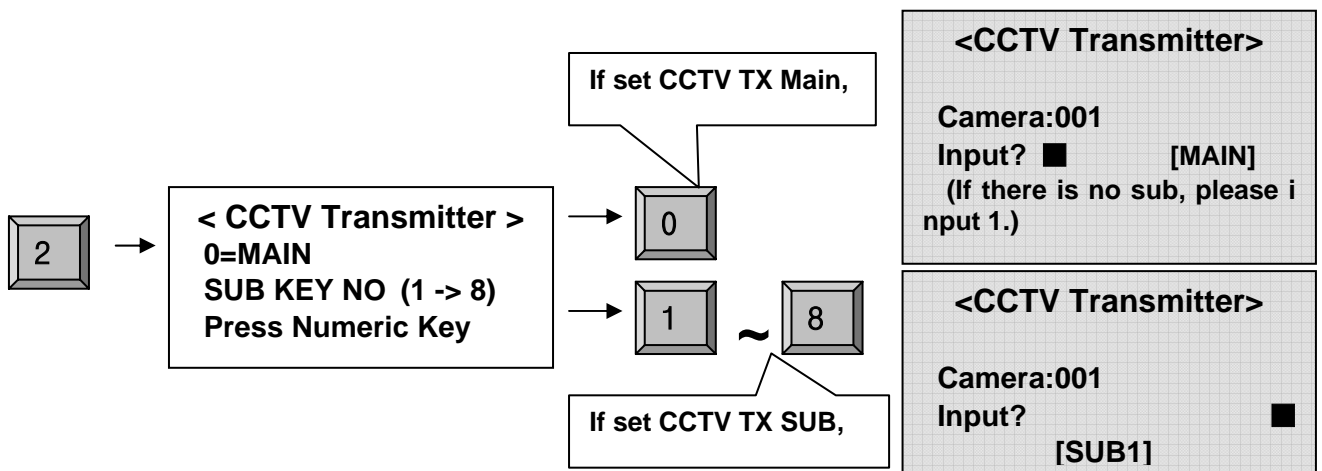 2
< CCTV Transmitter >
0=MAIN
SUB KEY NO (1 -> 8)
Press Numeric Key
If set CCTV TX Main,
0
1 ~ 8
If set CCTV TX SUB,
<CCTV Transmitter>
Camera:001
Input? ■ [MAIN]
(If there is no sub, please i
nput 1.)
<CCTV Transmitter>
Camera:001
Input? ■
[SUB1]